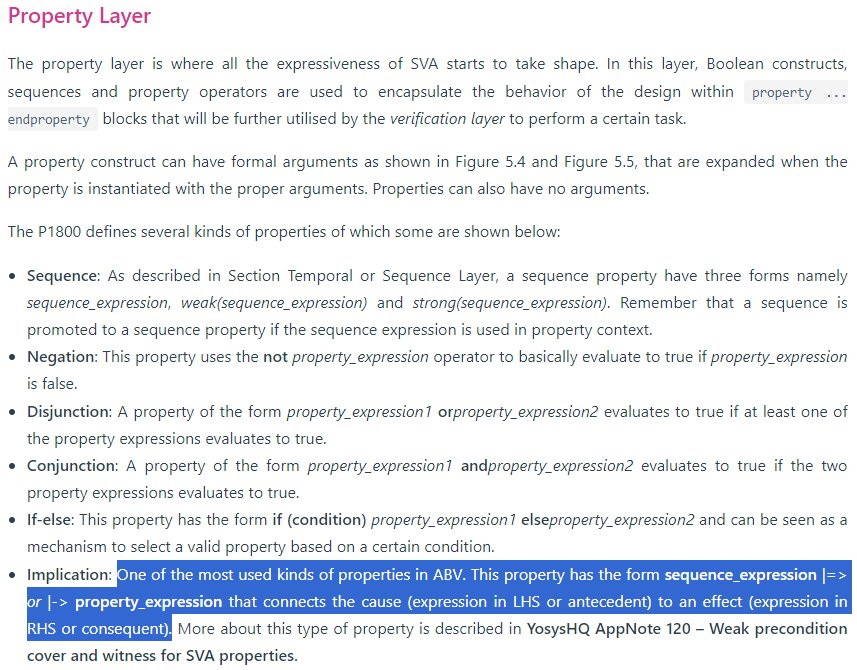 Property Layer
The property layer is where all the expressiveness of SVA starts to take shape. In this layer, Boolean constructs,
sequences and property operators are used to encapsulate the behavior of the design within property ...
endproperty blocks that will be further utilised by the verification layer to perform a certain task.
A property construct can have formal arguments as shown in Figure 5.4 and Figure 5.5, that are expanded when the
property is instantiated with the proper arguments. Properties can also have no arguments.
The P1800 defines several kinds of properties of which some are shown below:
• Sequence: As described in Section Temporal or Sequence Layer, a sequence property have three forms namely
sequence_expression, weak(sequence_expression) and strong(sequence_expression). Remember that a sequence is
promoted to a sequence property if the sequence expression is used in property context.
• Negation: This property uses the not property_expression operator to basically evaluate to true if property_expression
is false.
• Disjunction: A property of the form property_expression1 orproperty_expression2 evaluates to true if at least one of
the property expressions evaluates to true.
• Conjunction: A property of the form property_expression1 andproperty_expression2 evaluates to true if the two
property expressions evaluates to true.
• If-else: This property has the form if (condition) property_expression1 elseproperty_expression2 and can be seen as a
mechanism to select a valid property based on a certain condition.
• Implication: One of the most used kinds of properties in ABV. This property has the form sequence_expression |=>
or |-> property_expression that connects the cause (expression in LHS or antecedent) to an effect (expression in
RHS or consequent). More about this type of property is described in YosysHQ AppNote 120 – Weak precondition
cover and witness for SVA properties.